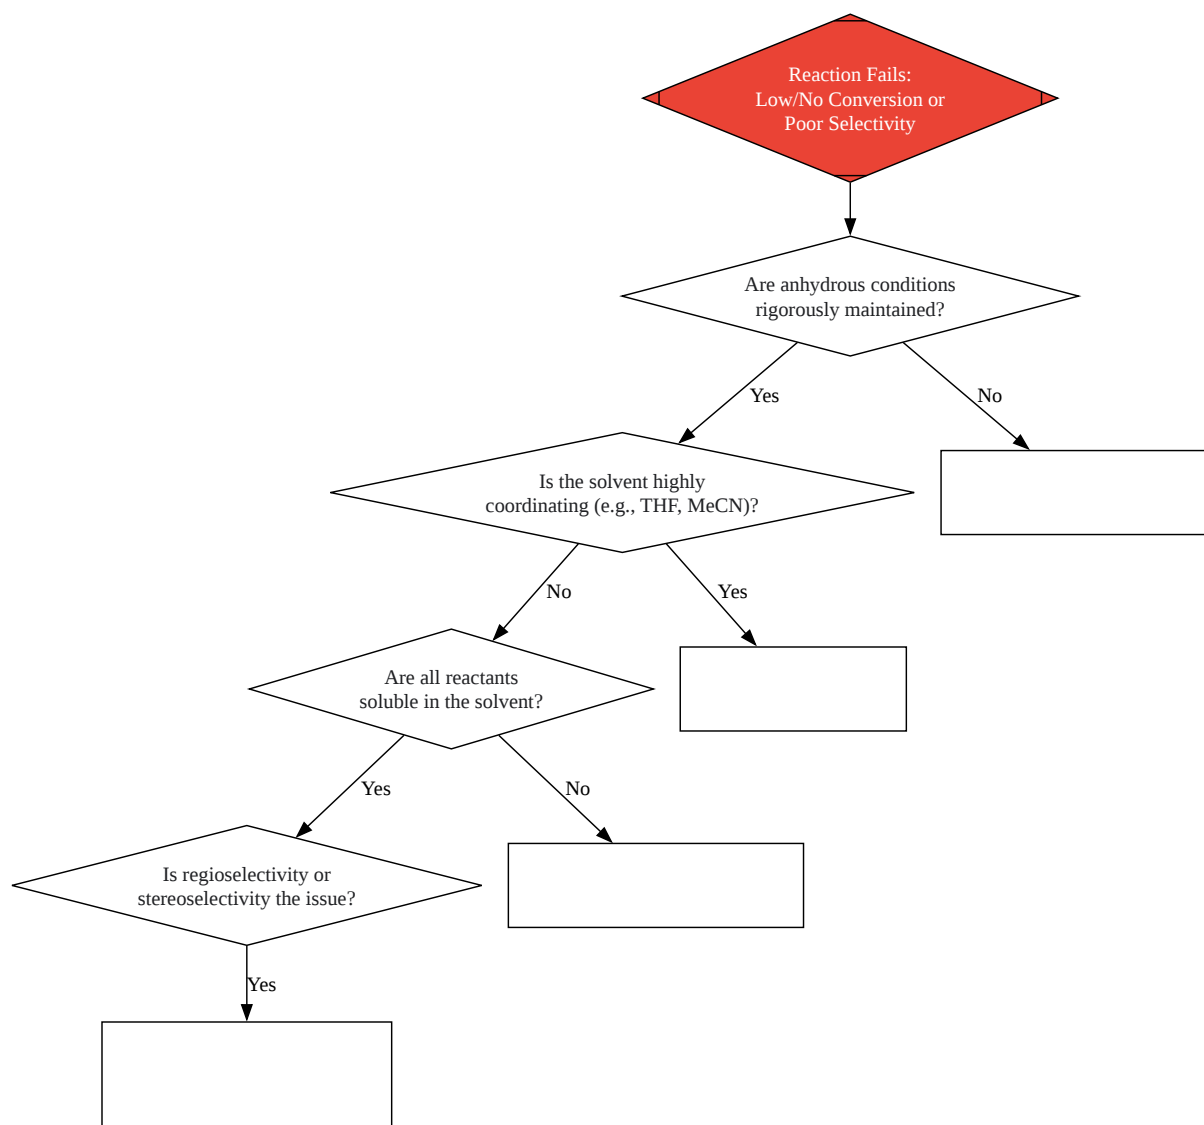 Reaction Fails:
Low/No Conversion or
Poor Selectivity
Are anhydrous conditions
rigorously maintained?
Yes
No
Is the solvent highly
coordinating (e.g., THF, MeCN)?
No
Yes
Are all reactants
soluble in the solvent?
Yes
No
Is regioselectivity or
stereoselectivity the issue?
Yes